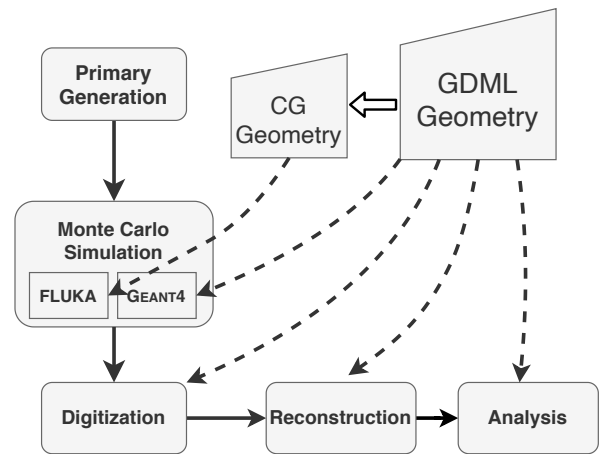 Primary
Generation
CG
Geometry
GDML
Geometry
Monte Carlo
Simulation
FLUKA
GEANT4
Digitization
Reconstruction
Analysis